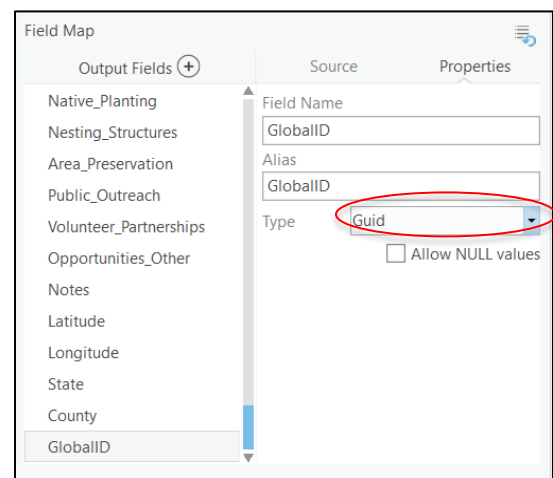 Field Map
Output Fields
Source
Properties
Native_Planting
Nesting_Structures
Area_Preservation
Public_Outreach
Volunteer_Partnerships
Opportunities_Other
Notes
Latitude
Longitude
State
County
GlobalID
Field Name
GlobalID
Alias
GlobalID
Type Guid
Allow NULL values